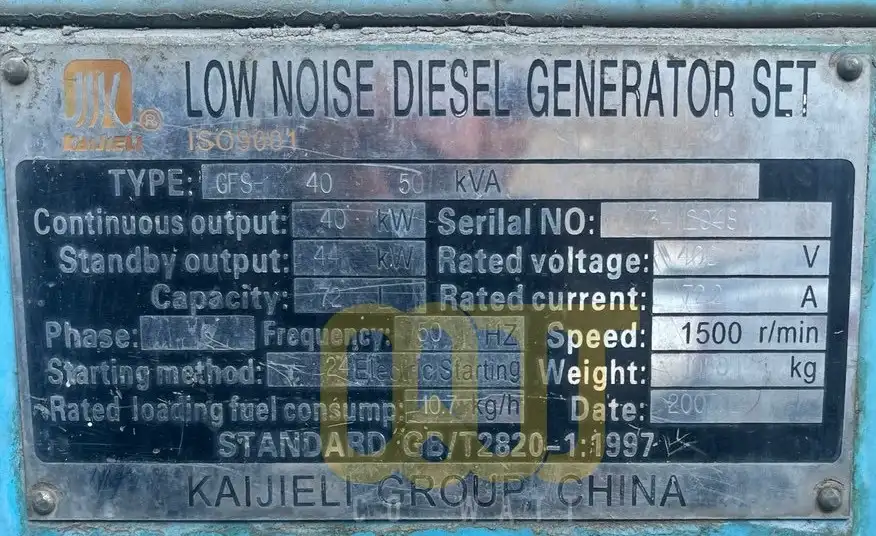 LOW NOISE DIESEL GENERATOR SET
KAIJIELI ®
ISO9001
TYPE: GFS- 40 50 kVA
Continuous output: 40 kW Serilal NO:
Standby output: 44 kW Rated voltage: V
Capacity: 72 L Rated current: A
Phase: Frequency: 50 HZ Speed: 1500 r/min
Starting method: 24 Electric Starting Weight: kg
Rated loading fuel consump: 10.7 kg/h Date:
STANDARD GB/T2820-1:1997
KAIJIELI GROUP CHINA